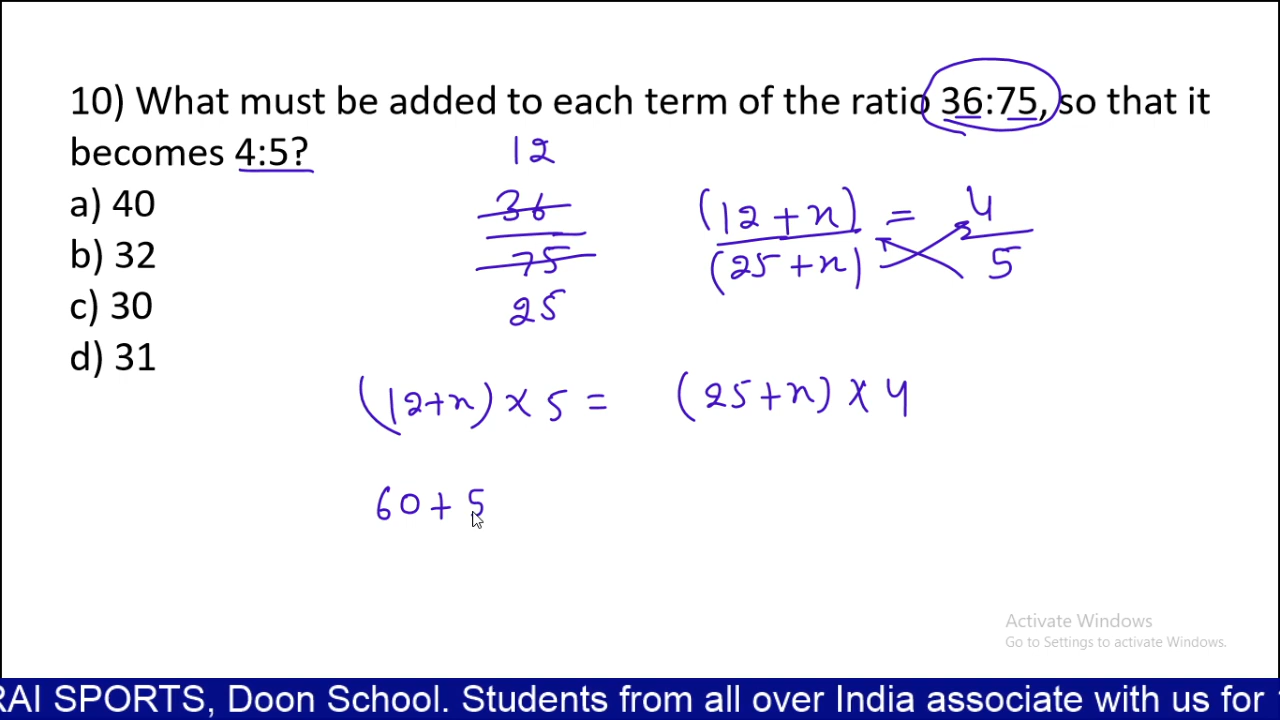 10) What must be added to each term of the ratio 36:75, so that it
becomes 4:5?
a) 40
b) 32
c) 30
d) 31
12
36
75
25
(12 + n) = 4
(25 + n) 5
(12+n) × 5 = (25+n) × 4
60 + 5
Activate Windows
Go to Settings to activate Windows.
RAI SPORTS, Doon School. Students from all over India associate with us for